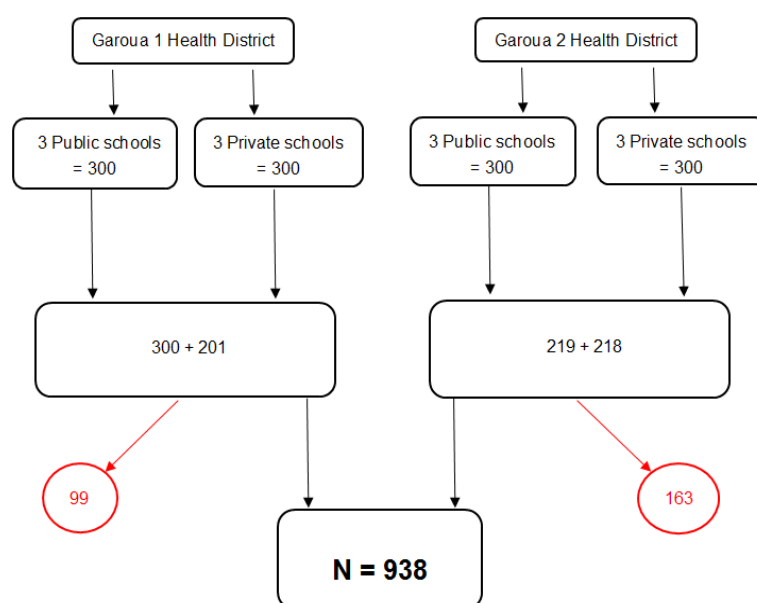 Garoua 1 Health District
Garoua 2 Health District
3 Public schools
= 300
3 Private schools
= 300
3 Public schools
= 300
3 Private schools
= 300
300 + 201
219 + 218
99
163
N = 938